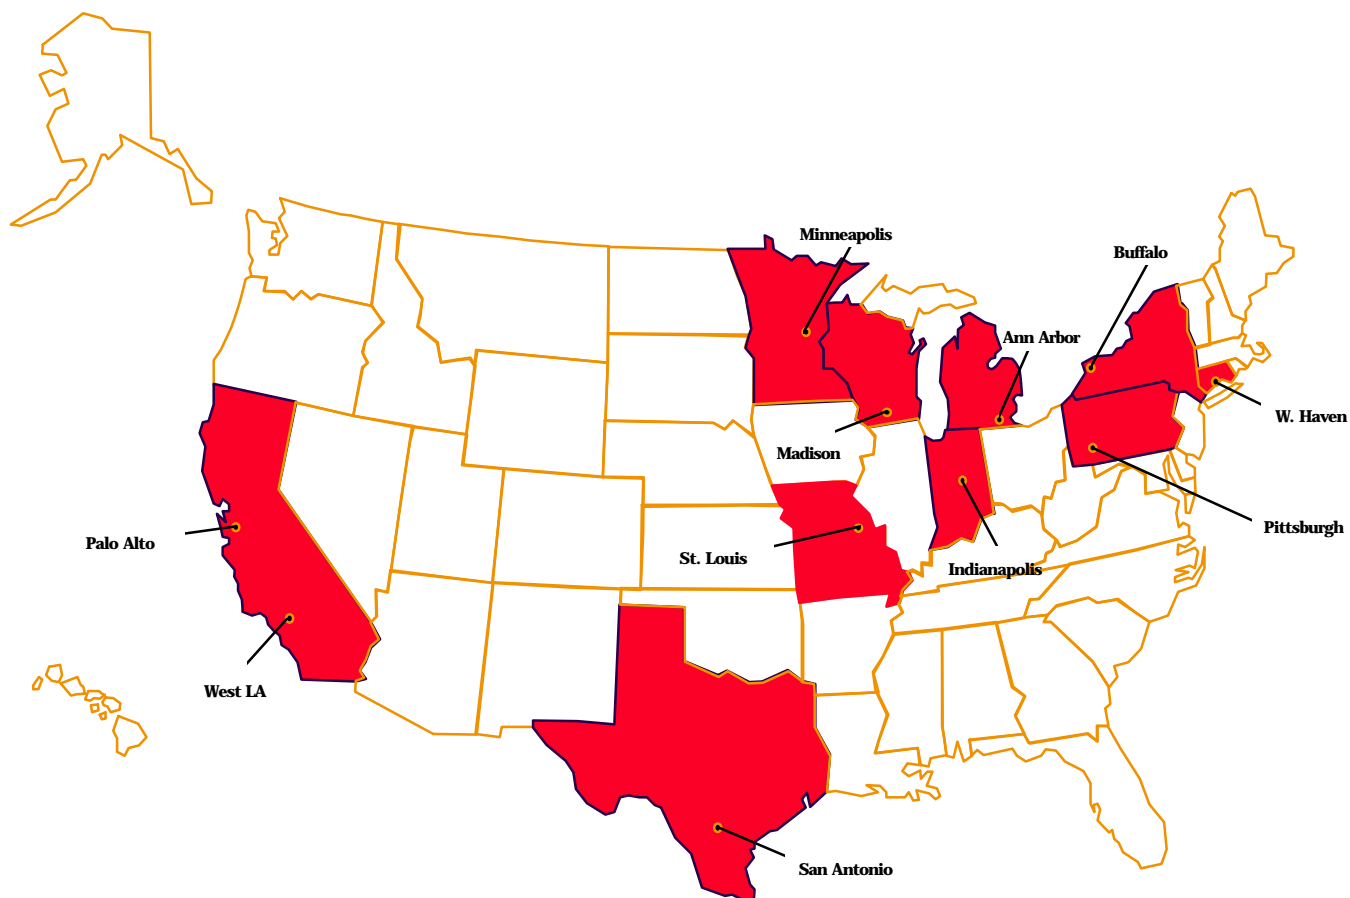 Minneapolis
Buffalo
Ann Arbor
W. Haven
Madison
Pittsburgh
Palo Alto
St. Louis
Indianapolis
West LA
San Antonio